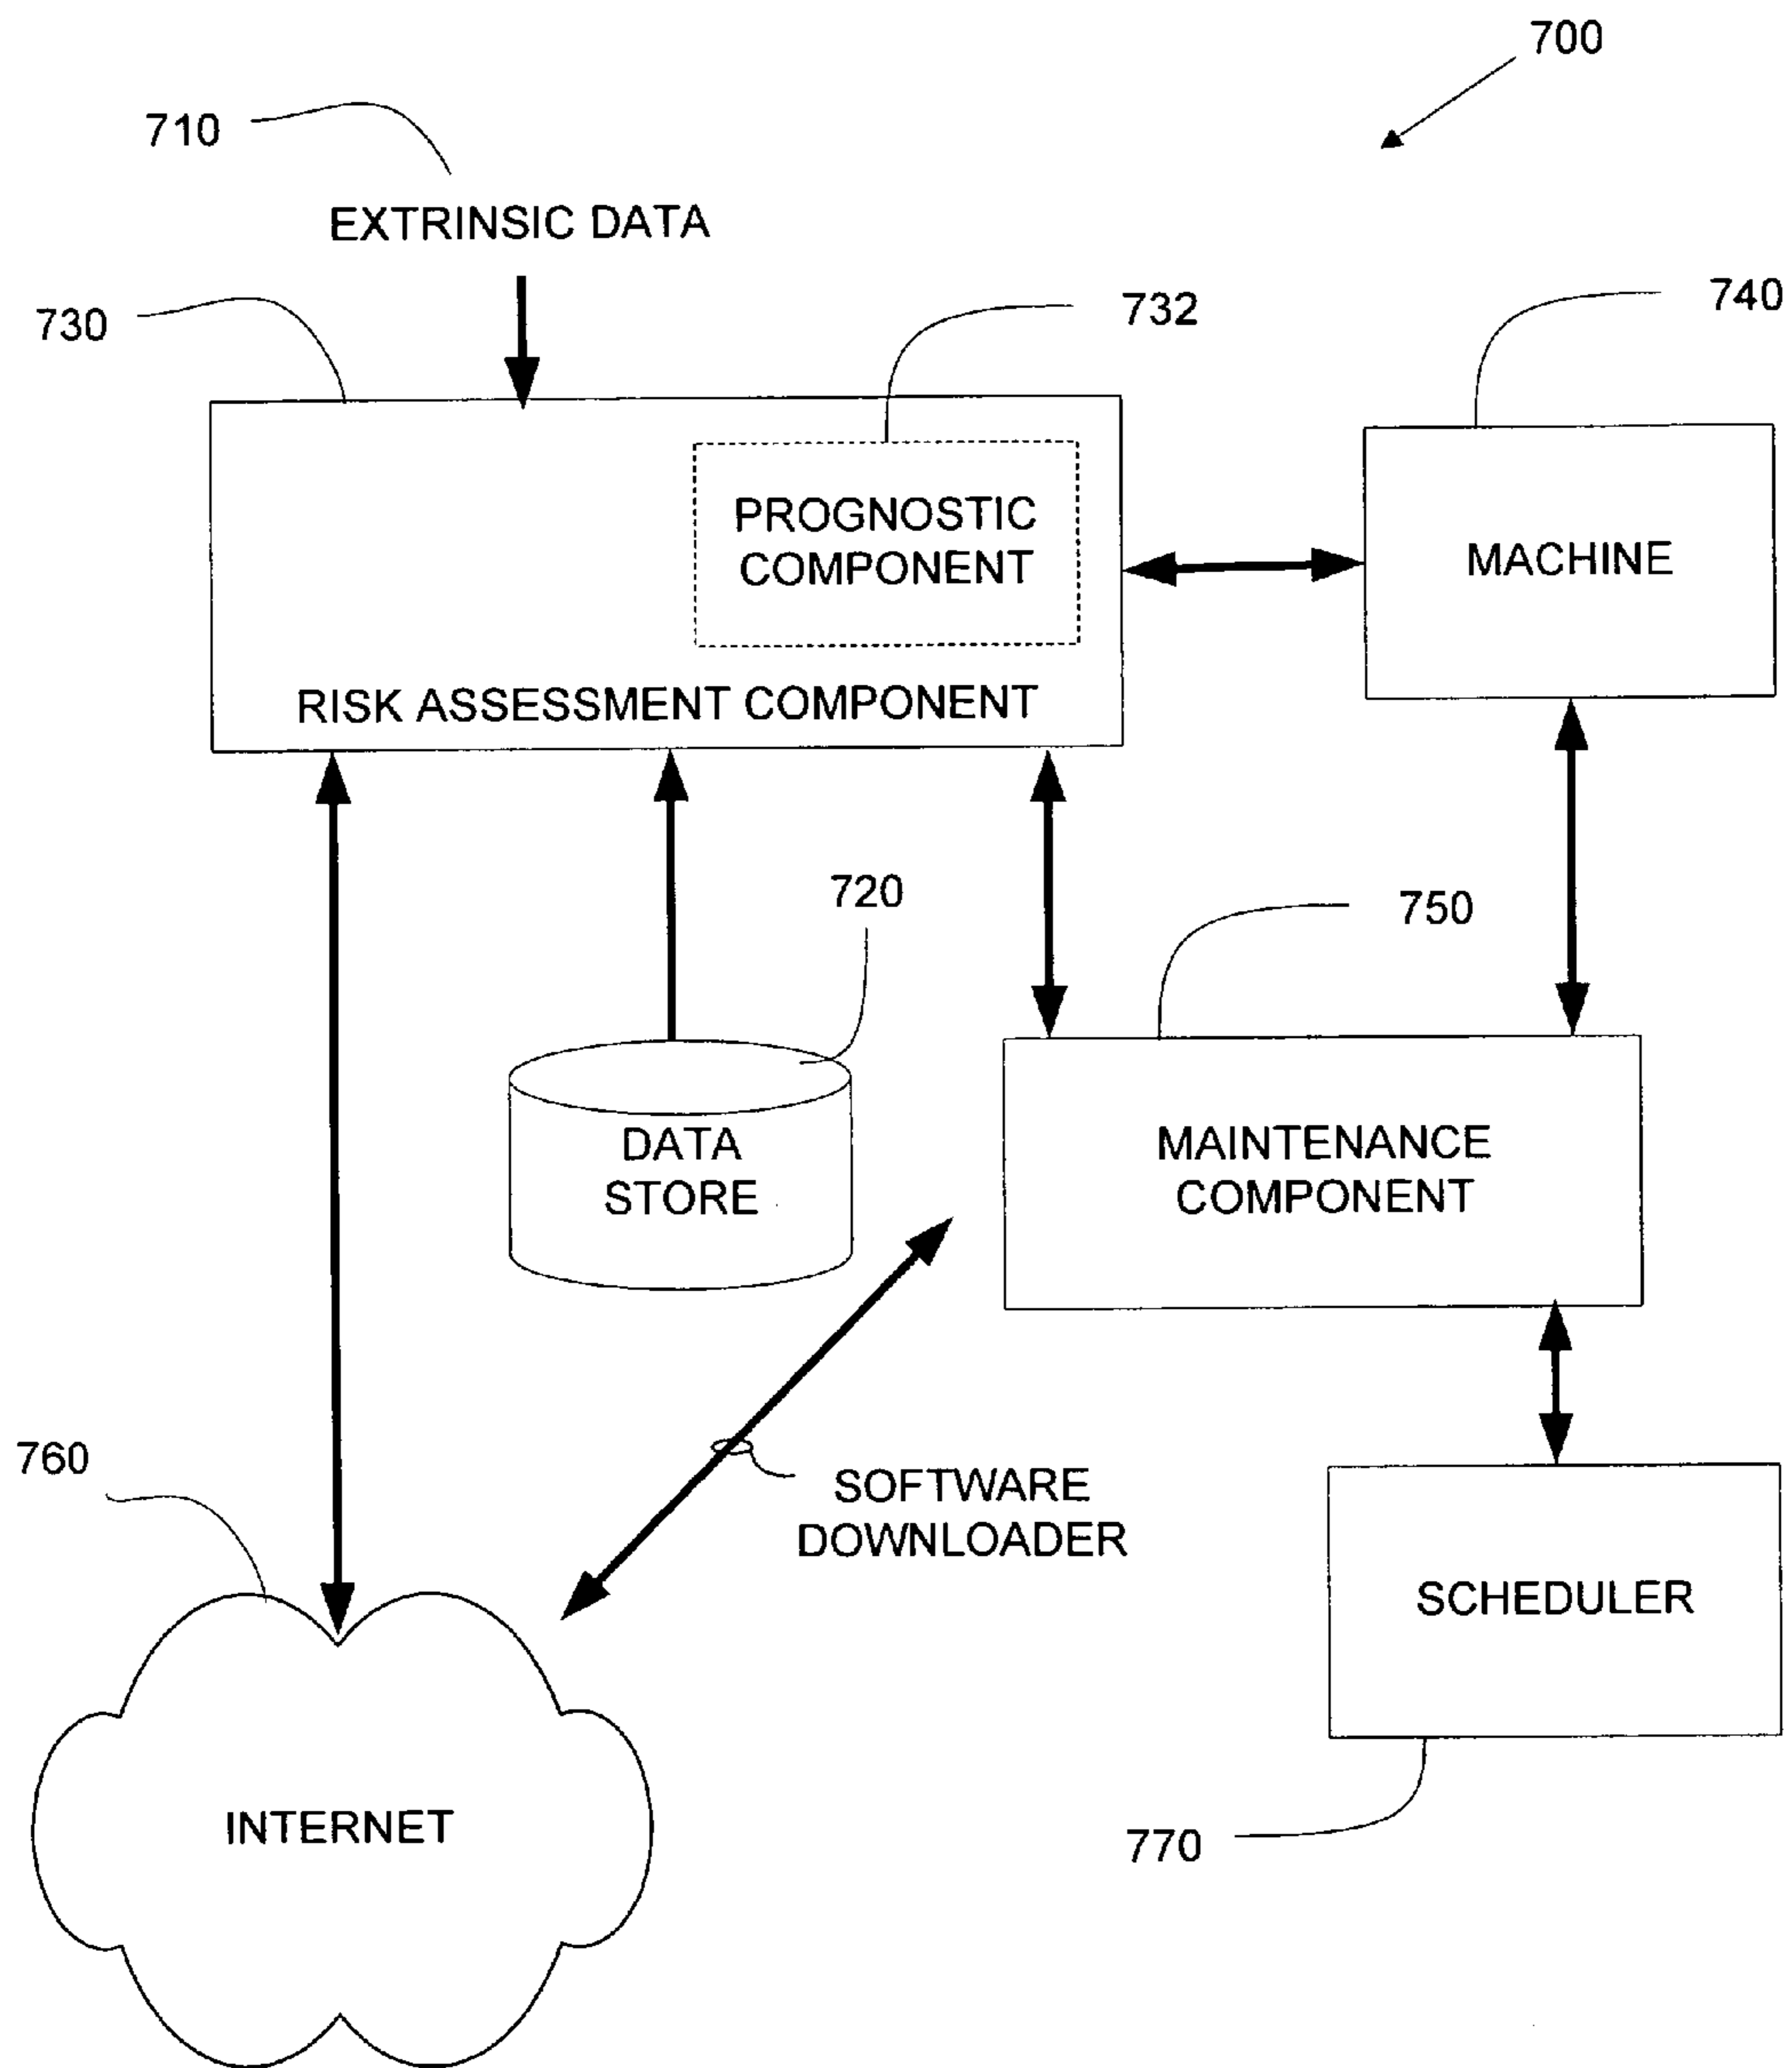 700
710
EXTRINSIC DATA
730
732
740
PROGNOSTIC
COMPONENT
MACHINE
RISK ASSESSMENT COMPONENT
720
750
DATA
STORE
MAINTENANCE
COMPONENT
760
SOFTWARE
DOWNLOADER
SCHEDULER
INTERNET
770